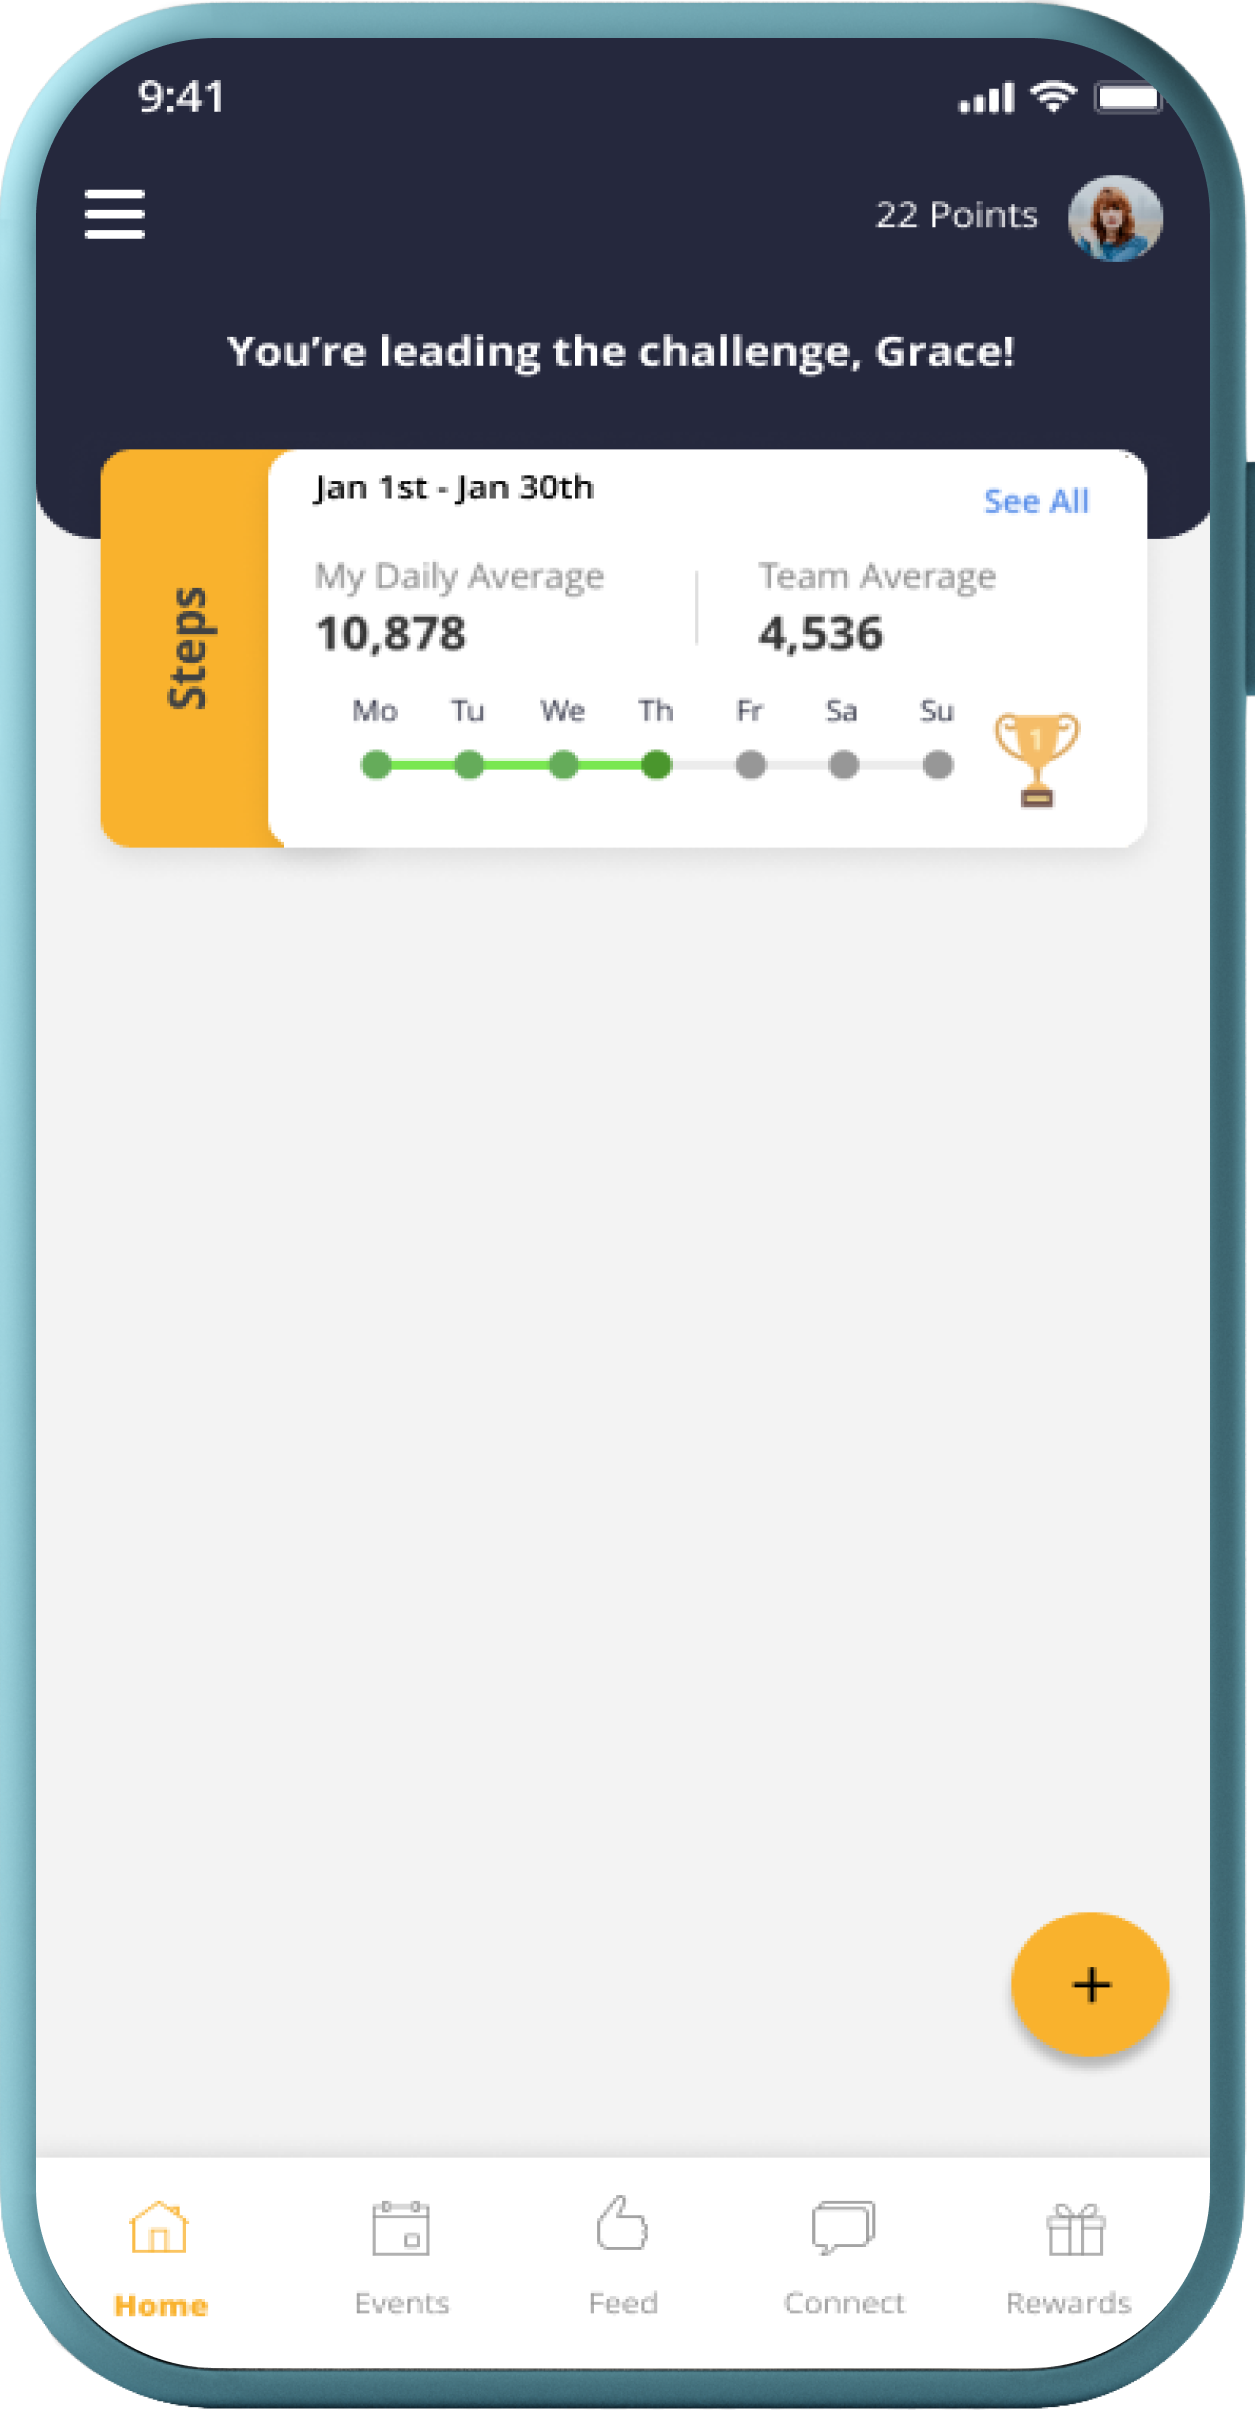 9:41
22 Points
You’re leading the challenge, Grace!
Steps
Jan 1st - Jan 30th
See All
My Daily Average
Team Average
10,878
4,536
Mo Tu We Th Fr Sa Su
1
+
Home Events Feed Connect Rewards